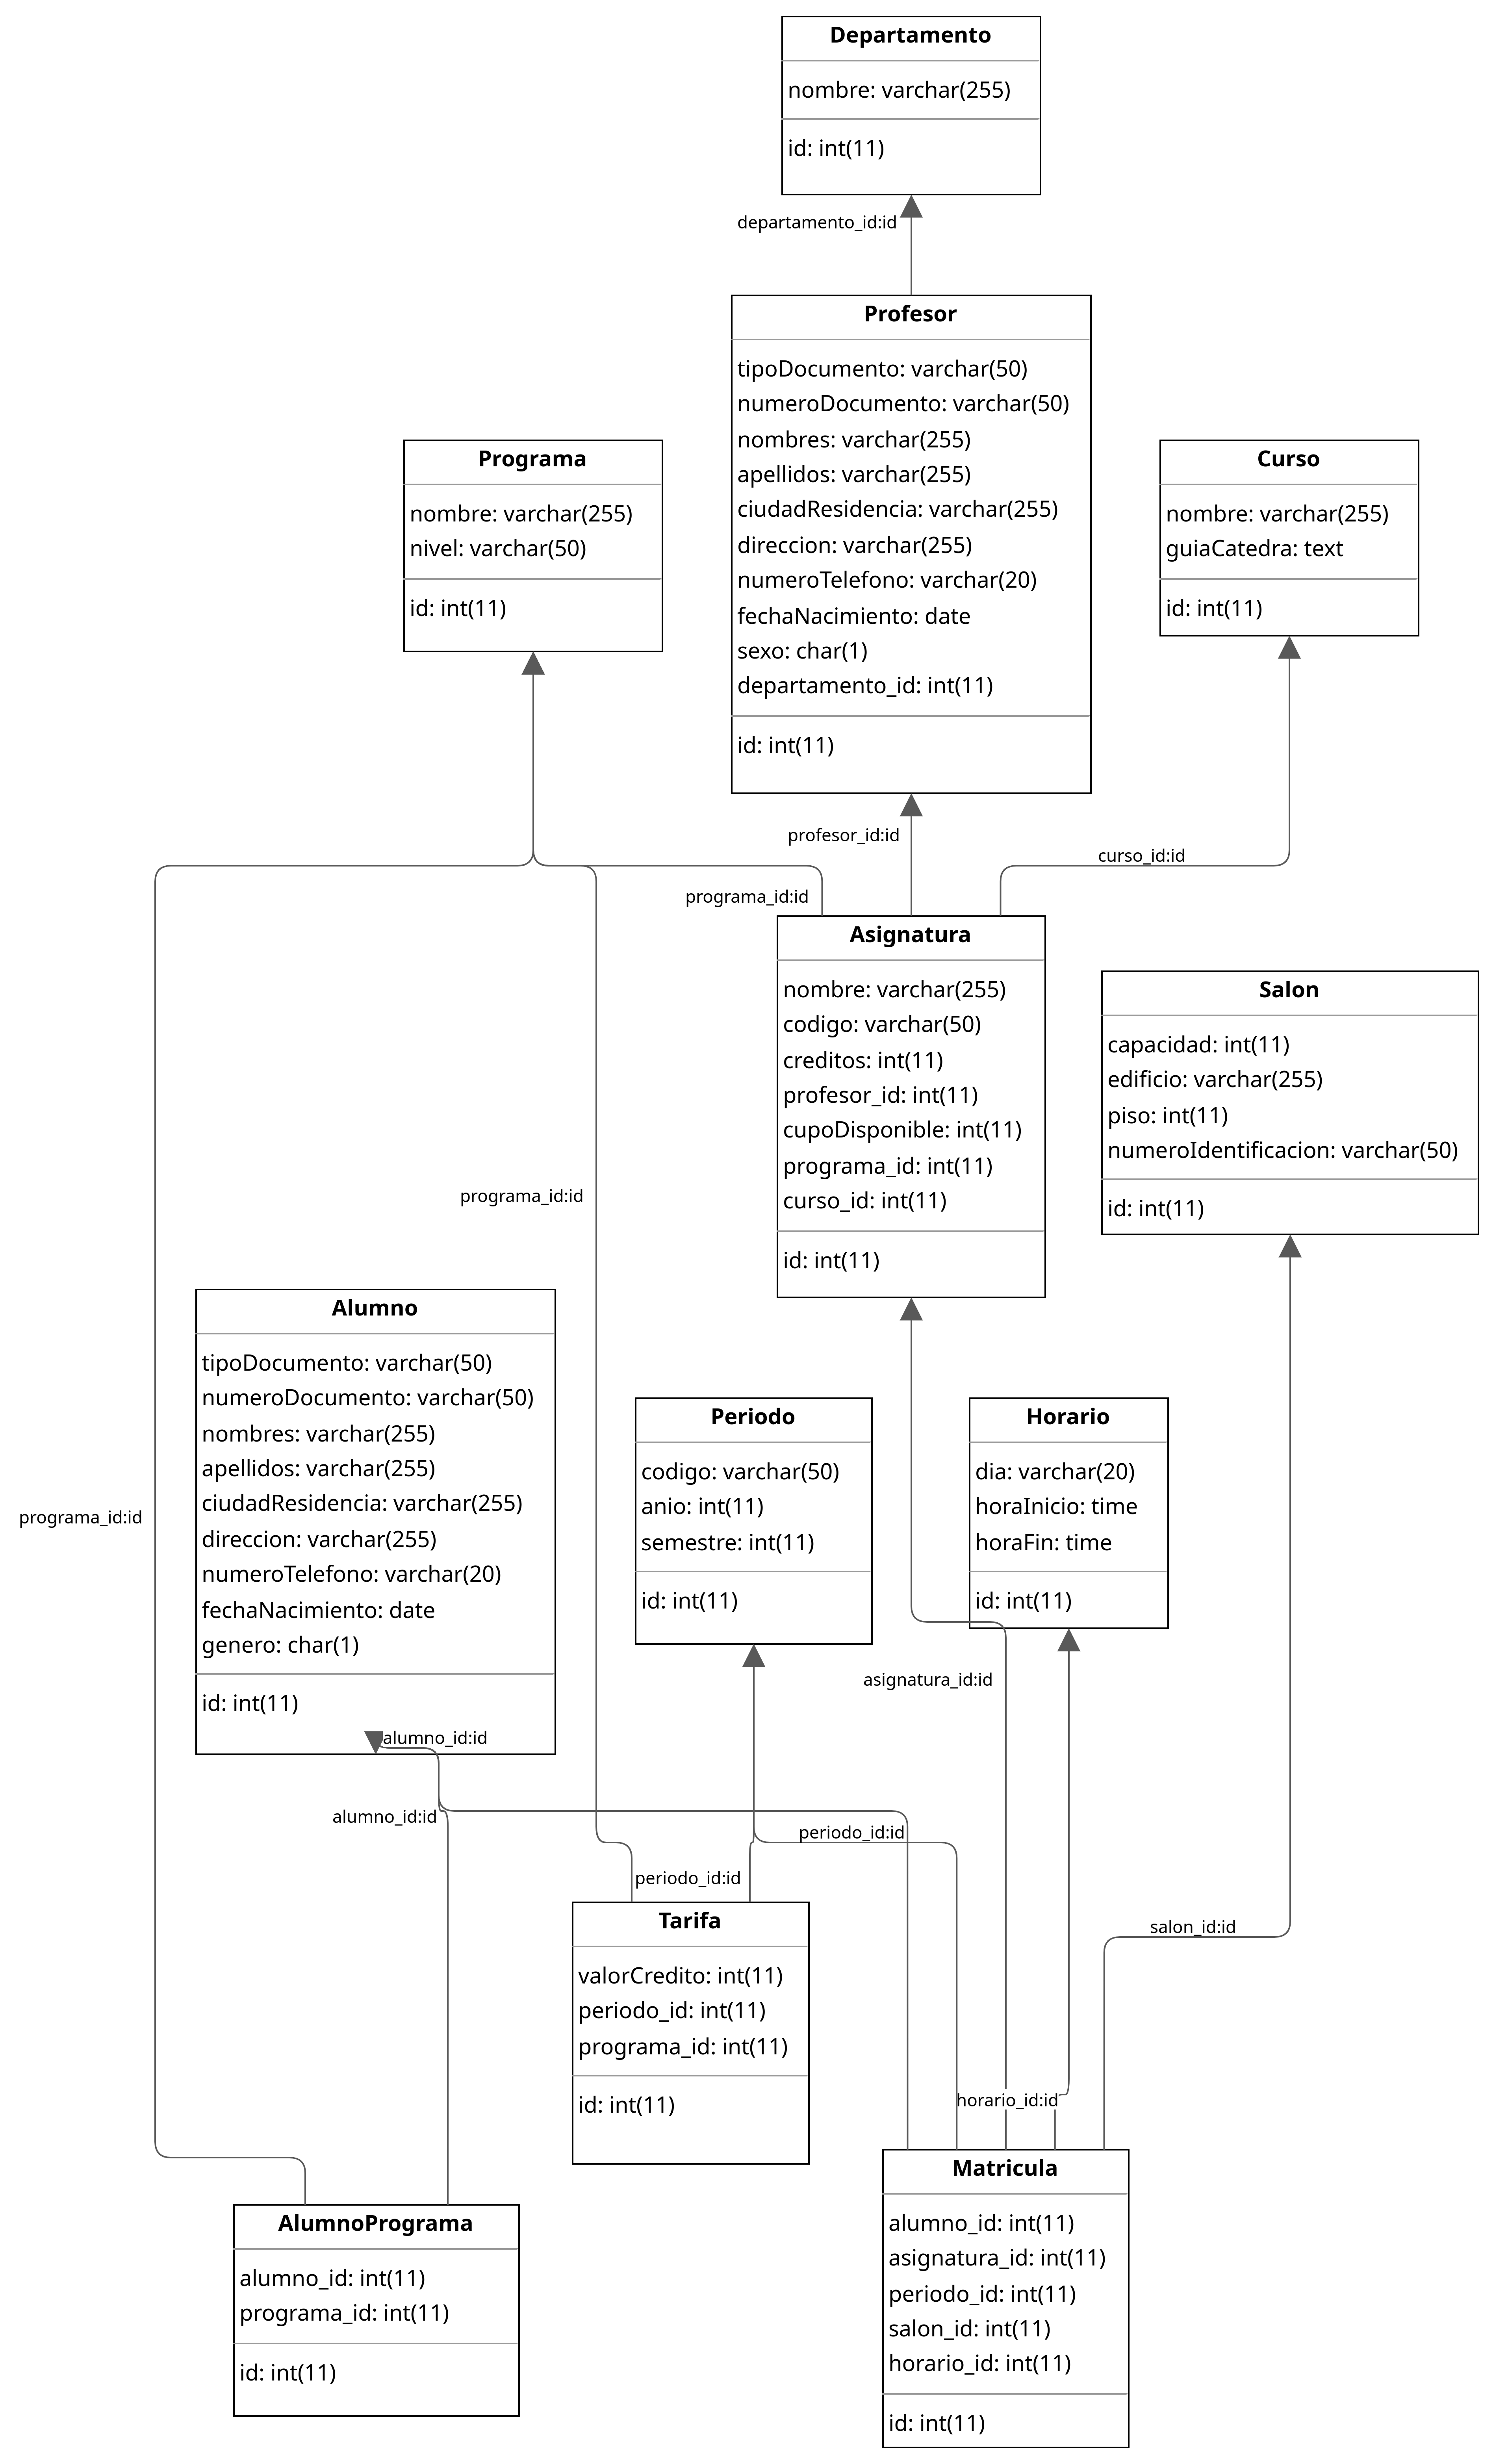 Departamento
nombre: varchar(255)
id: int(11)
departamento_id:id
Profesor
tipoDocumento: varchar(50)
numeroDocumento: varchar(50)
nombres: varchar(255)
apellidos: varchar(255)
ciudadResidencia: varchar(255)
direccion: varchar(255)
numeroTelefono: varchar(20)
fechaNacimiento: date
sexo: char(1)
departamento_id: int(11)
id: int(11)
Programa
nombre: varchar(255)
nivel: varchar(50)
id: int(11)
Curso
nombre: varchar(255)
guiaCatedra: text
id: int(11)
profesor_id:id
curso_id:id
programa_id:id
Asignatura
nombre: varchar(255)
codigo: varchar(50)
creditos: int(11)
profesor_id: int(11)
cupoDisponible: int(11)
programa_id: int(11)
curso_id: int(11)
id: int(11)
Salon
capacidad: int(11)
edificio: varchar(255)
piso: int(11)
numeroIdentificacion: varchar(50)
id: int(11)
programa_id:id
Alumno
tipoDocumento: varchar(50)
numeroDocumento: varchar(50)
nombres: varchar(255)
apellidos: varchar(255)
ciudadResidencia: varchar(255)
direccion: varchar(255)
numeroTelefono: varchar(20)
fechaNacimiento: date
genero: char(1)
id: int(11)
Periodo
codigo: varchar(50)
anio: int(11)
semestre: int(11)
id: int(11)
Horario
dia: varchar(20)
horaInicio: time
horaFin: time
id: int(11)
programa_id:id
asignatura_id:id
alumno_id:id
alumno_id:id
periodo_id:id
periodo_id:id
salon_id:id
Tarifa
valorCredito: int(11)
periodo_id: int(11)
programa_id: int(11)
id: int(11)
horario_id:id
Matricula
alumno_id: int(11)
asignatura_id: int(11)
periodo_id: int(11)
salon_id: int(11)
horario_id: int(11)
id: int(11)
AlumnoPrograma
alumno_id: int(11)
programa_id: int(11)
id: int(11)